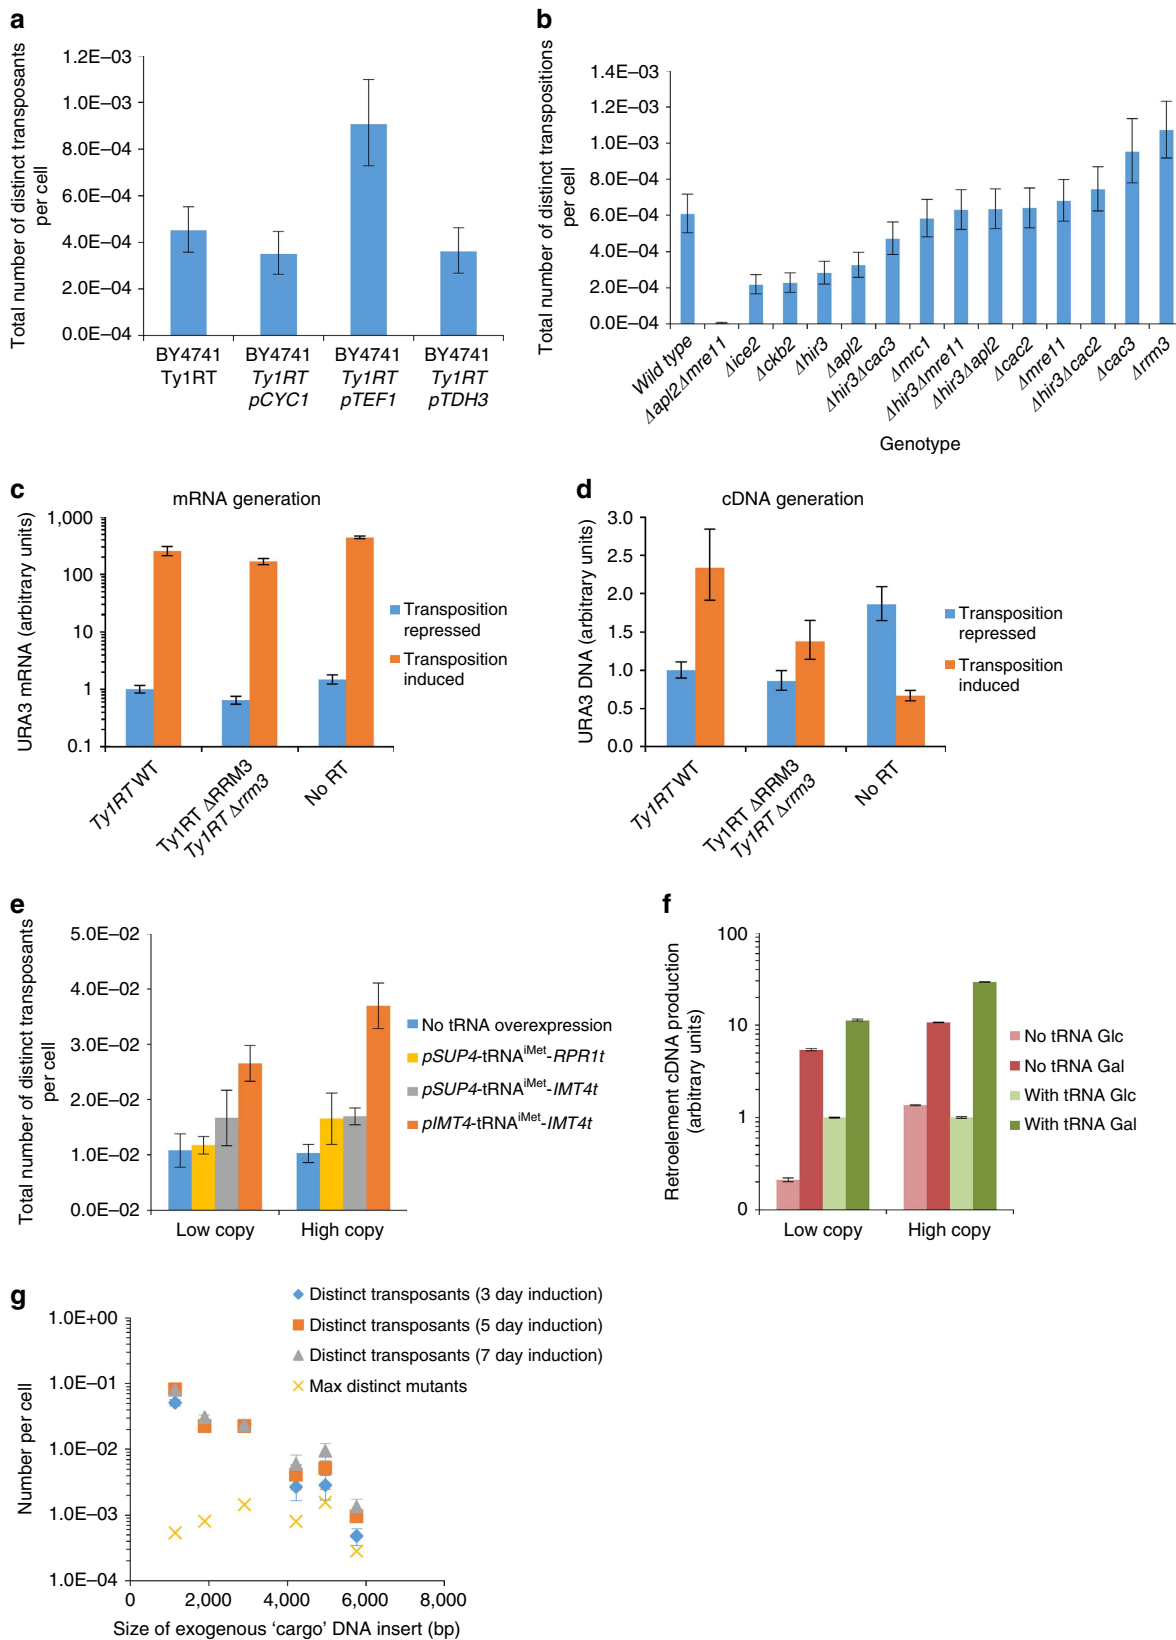 a
Total number of distinct transposants
per cell
1.2E–03
1.0E–03
8.0E–04
6.0E–04
4.0E–04
2.0E–04
0.0E–04
BY4741
Ty1RT
BY4741
Ty1RT
pCYC1
BY4741
Ty1RT
pTEF1
BY4741
Ty1RT
pTDH3
b
Total number of distinct transpositions
per cell
1.4E–03
1.2E–03
1.0E–03
8.0E–04
6.0E–04
4.0E–04
2.0E–04
0.0E–04
Wild type
Δapl2Δmre11
Δice2
Δckb2
Δhir3
Δapl2
Δhir3Δcac3
Δmrc1
Δhir3Δmre11
Δhir3Δapl2
Δcac2
Δmre11
Δhir3Δcac2
Δcac3
Δrrm3
Genotype
c
mRNA generation
URA3 mRNA (arbitrary units)
1,000
100
10
1
0.1
Ty1RT WT
Ty1RT ΔRRM3
Ty1RT Δrrm3
No RT
Transposition
repressed
Transposition
induced
d
cDNA generation
URA3 DNA (arbitrary units)
3.0
2.5
2.0
1.5
1.0
0.5
0.0
Ty1RT WT
Ty1RT ΔRRM3
Ty1RT Δrrm3
No RT
Transposition
repressed
Transposition
induced
e
Total number of distinct transposants
per cell
5.0E–02
4.0E–02
3.0E–02
2.0E–02
1.0E–02
0.0E–02
Low copy
High copy
No tRNA overexpression
pSUP4-tRNAiMet-RPR1t
pSUP4-tRNAiMet-IMT4t
pIMT4-tRNAiMet-IMT4t
f
Retroelement cDNA production
(arbitrary units)
100
10
1
0
Low copy
High copy
No tRNA Glc
No tRNA Gal
With tRNA Glc
With tRNA Gal
g
Distinct transposants (3 day induction)
Distinct transposants (5 day induction)
Distinct transposants (7 day induction)
Max distinct mutants
Number per cell
1.0E+00
1.0E–01
1.0E–02
1.0E–03
1.0E–04
0
2,000
4,000
6,000
8,000
Size of exogenous ‘cargo’ DNA insert (bp)